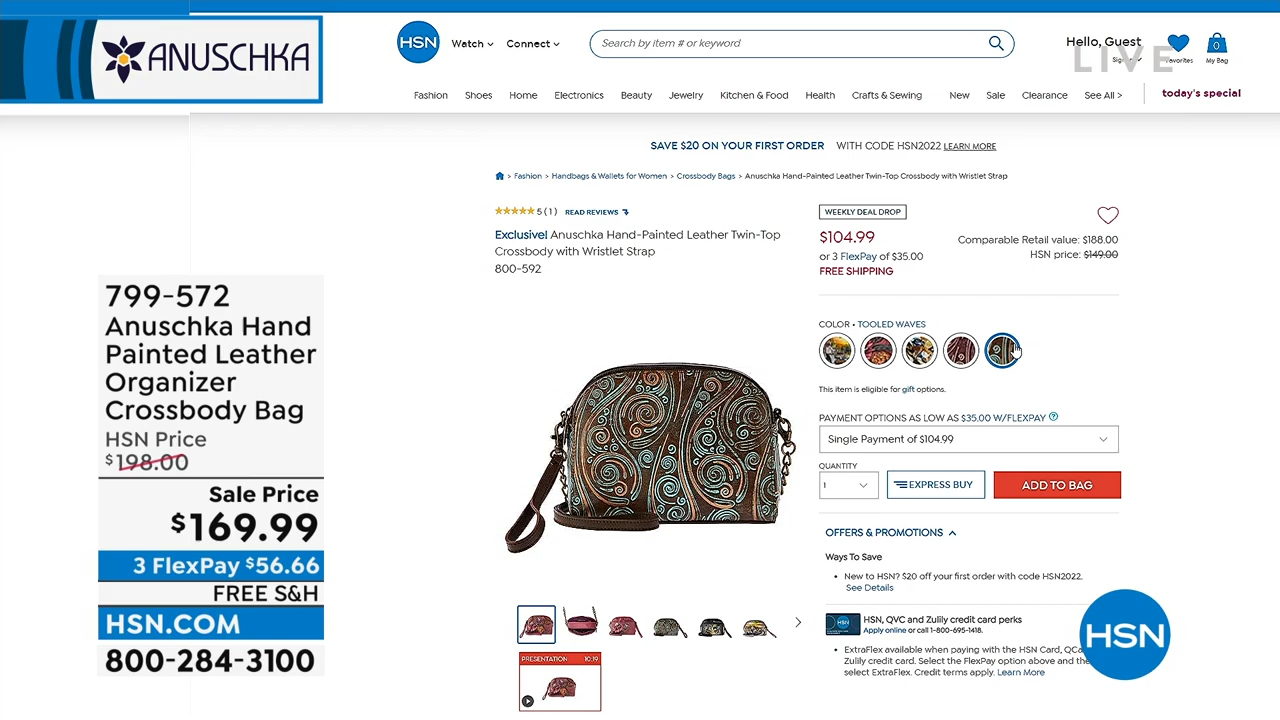 ANUSCHKA
HSN
Watch
Connect
Search by item # or keyword
Hello, Guest
LIVE
Favorites
0
My Bag
Fashion
Shoes
Home
Electronics
Beauty
Jewelry
Kitchen & Food
Health
Crafts & Sewing
New
Sale
Clearance
See All >
today's special
SAVE $20 ON YOUR FIRST ORDER WITH CODE HSN2022 LEARN MORE
> Fashion > Handbags & Wallets for Women > Crossbody Bags > Anuschka Hand-Painted Leather Twin-Top Crossbody with Wristlet Strap
5 ( 1 ) READ REVIEWS
Exclusive! Anuschka Hand-Painted Leather Twin-Top
Crossbody with Wristlet Strap
800-592
WEEKLY DEAL DROP
$104.99
or 3 FlexPay of $35.00
FREE SHIPPING
Comparable Retail value: $188.00
HSN price: $149.00
COLOR • TOOLED WAVES
This item is eligible for gift options.
PAYMENT OPTIONS AS LOW AS $35.00 W/FLEXPAY ?
Single Payment of $104.99
QUANTITY
1
EXPRESS BUY
ADD TO BAG
OFFERS & PROMOTIONS
Ways To Save
• New to HSN? $20 off your first order with code HSN2022.
See Details
HSN, QVC and Zulily credit card perks
Apply online or call 1-800-695-1418.
• ExtraFlex available when paying with the HSN Card, QCa
Zulily credit card. Select the FlexPay option above and the
select ExtraFlex. Credit terms apply. Learn More
PRESENTATION 10:19
799-572
Anuschka Hand
Painted Leather
Organizer
Crossbody Bag
HSN Price
$198.00
Sale Price
$169.99
3 FlexPay $56.66
FREE S&H
HSN.COM
800-284-3100
HSN